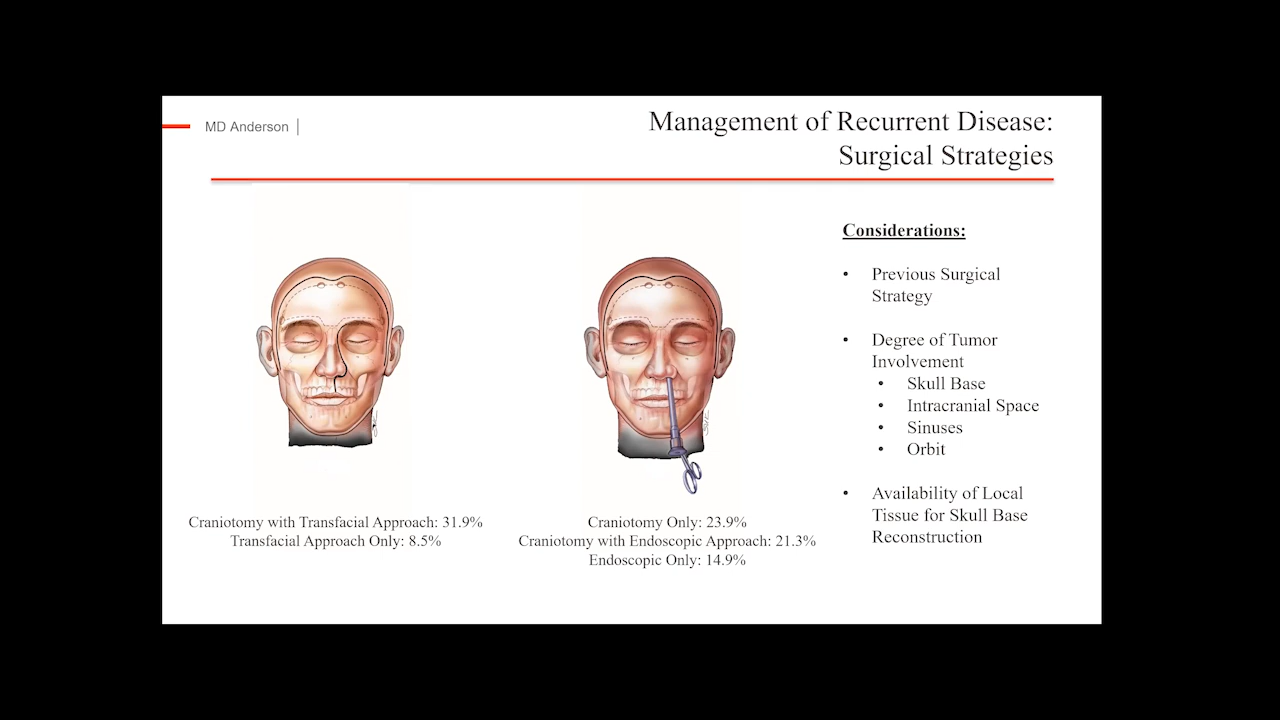 MD Anderson
Management of Recurrent Disease:
Surgical Strategies
Craniotomy with Transfacial Approach: 31.9%
Transfacial Approach Only: 8.5%
Craniotomy Only: 23.9%
Craniotomy with Endoscopic Approach: 21.3%
Endoscopic Only: 14.9%
Considerations:
• Previous Surgical
Strategy
• Degree of Tumor
Involvement
• Skull Base
• Intracranial Space
• Sinuses
• Orbit
• Availability of Local
Tissue for Skull Base
Reconstruction